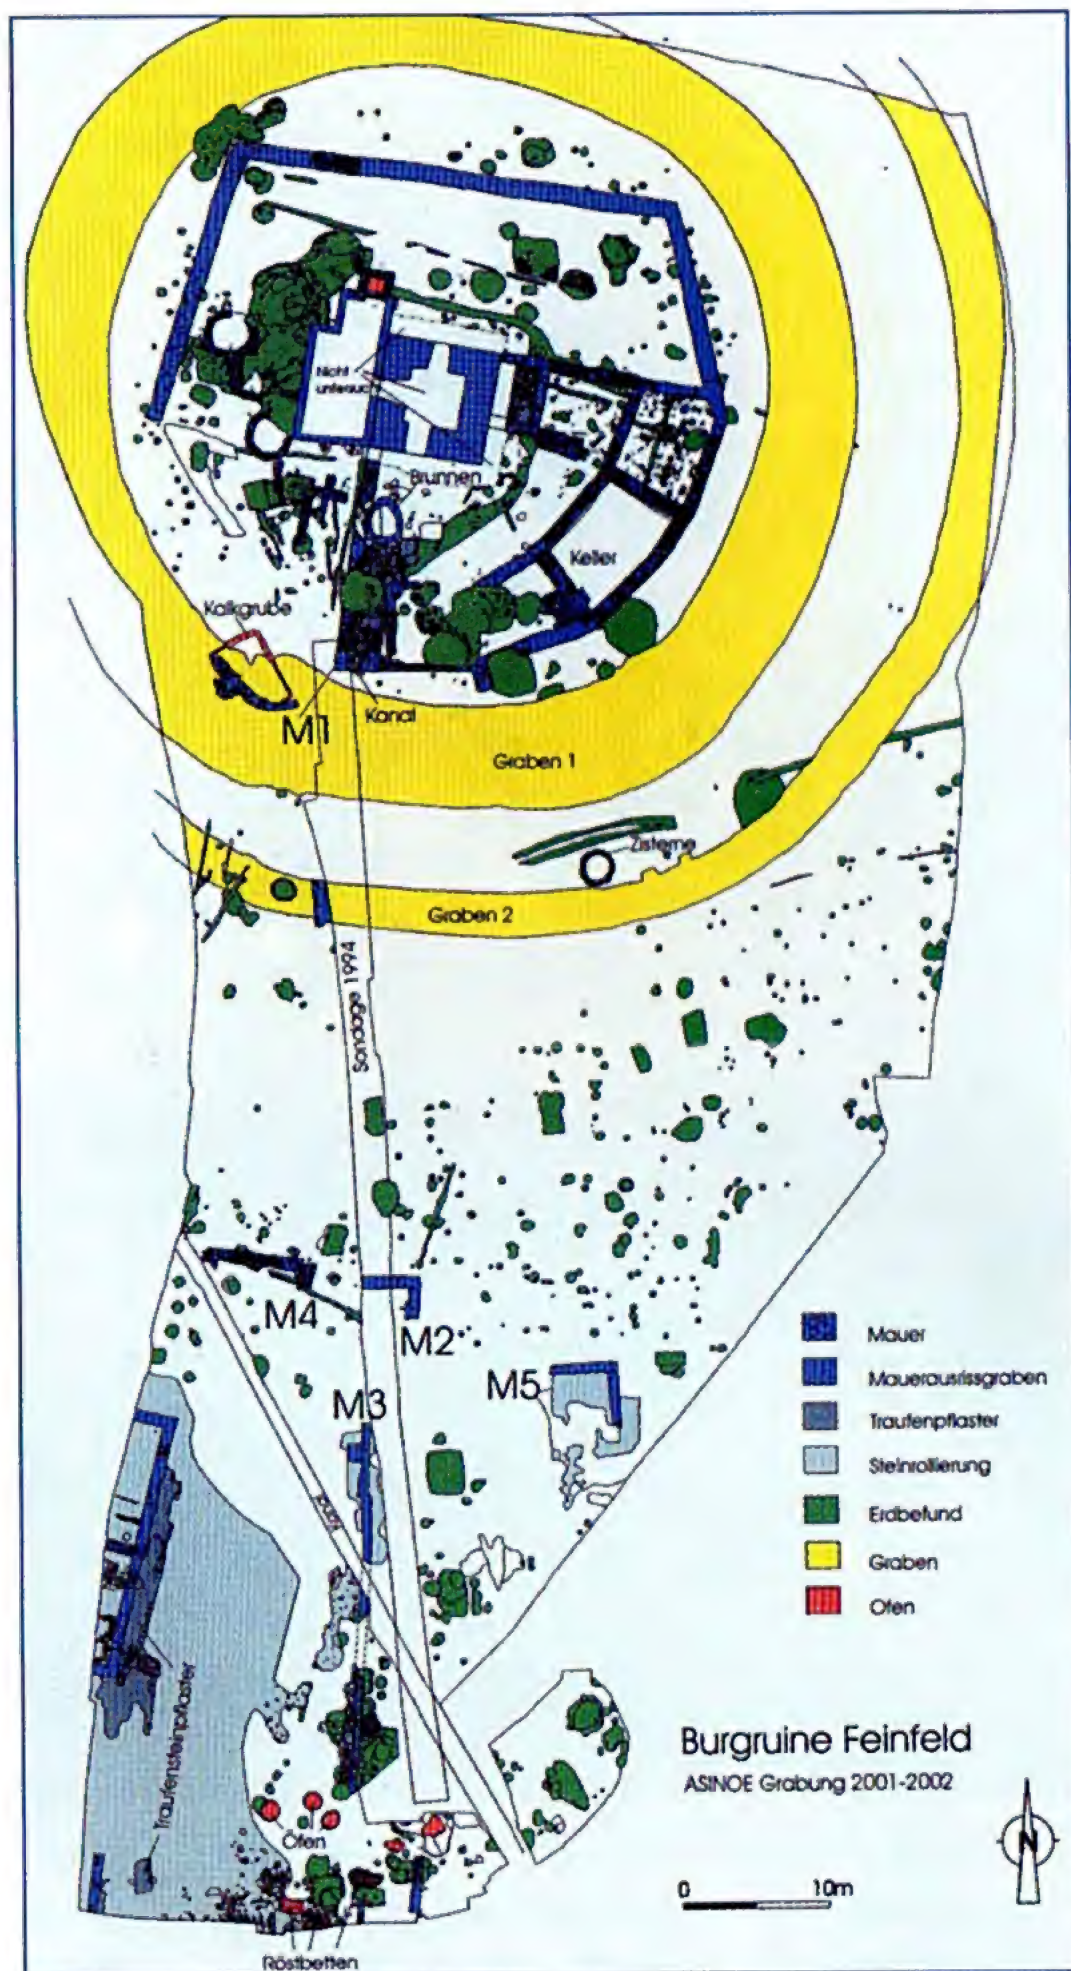 Nicht
untersucht
Brunnen
Keller
Kalkgrube
M1
Kanal
Graben 1
Zisterne
Graben 2
Sondage 1994
M4
M2
M5
M3
Kanal
Mauer
Mauerausrissgraben
Traufenpflaster
Steinrollierung
Erdbefund
Graben
Ofen
Traufensteinpflaster
Burgruine Feinfeld
ASINOE Grabung 2001-2002
Öfen
N
0 10m
Röstbetten